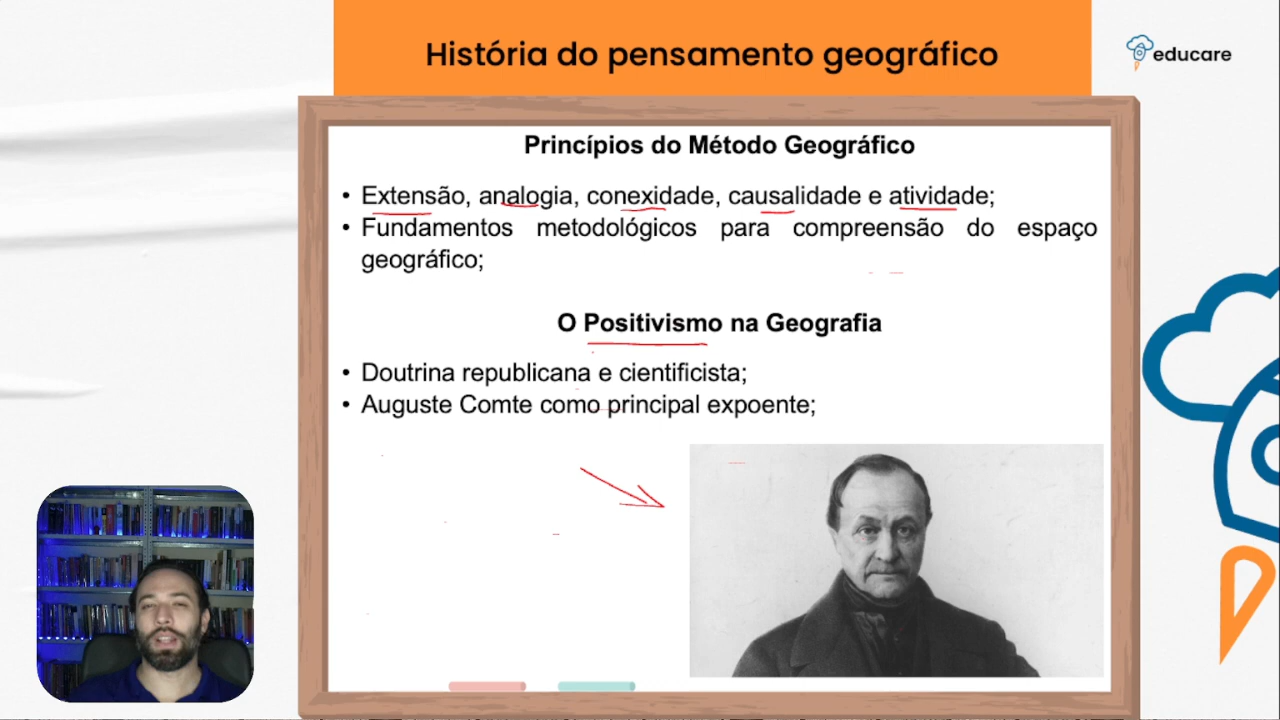 História do pensamento geográfico
educare
Princípios do Método Geográfico
• Extensão, analogia, conexidade, causalidade e atividade;
• Fundamentos metodológicos para compreensão do espaço
geográfico;
O Positivismo na Geografia
• Doutrina republicana e cientificista;
• Auguste Comte como principal expoente;